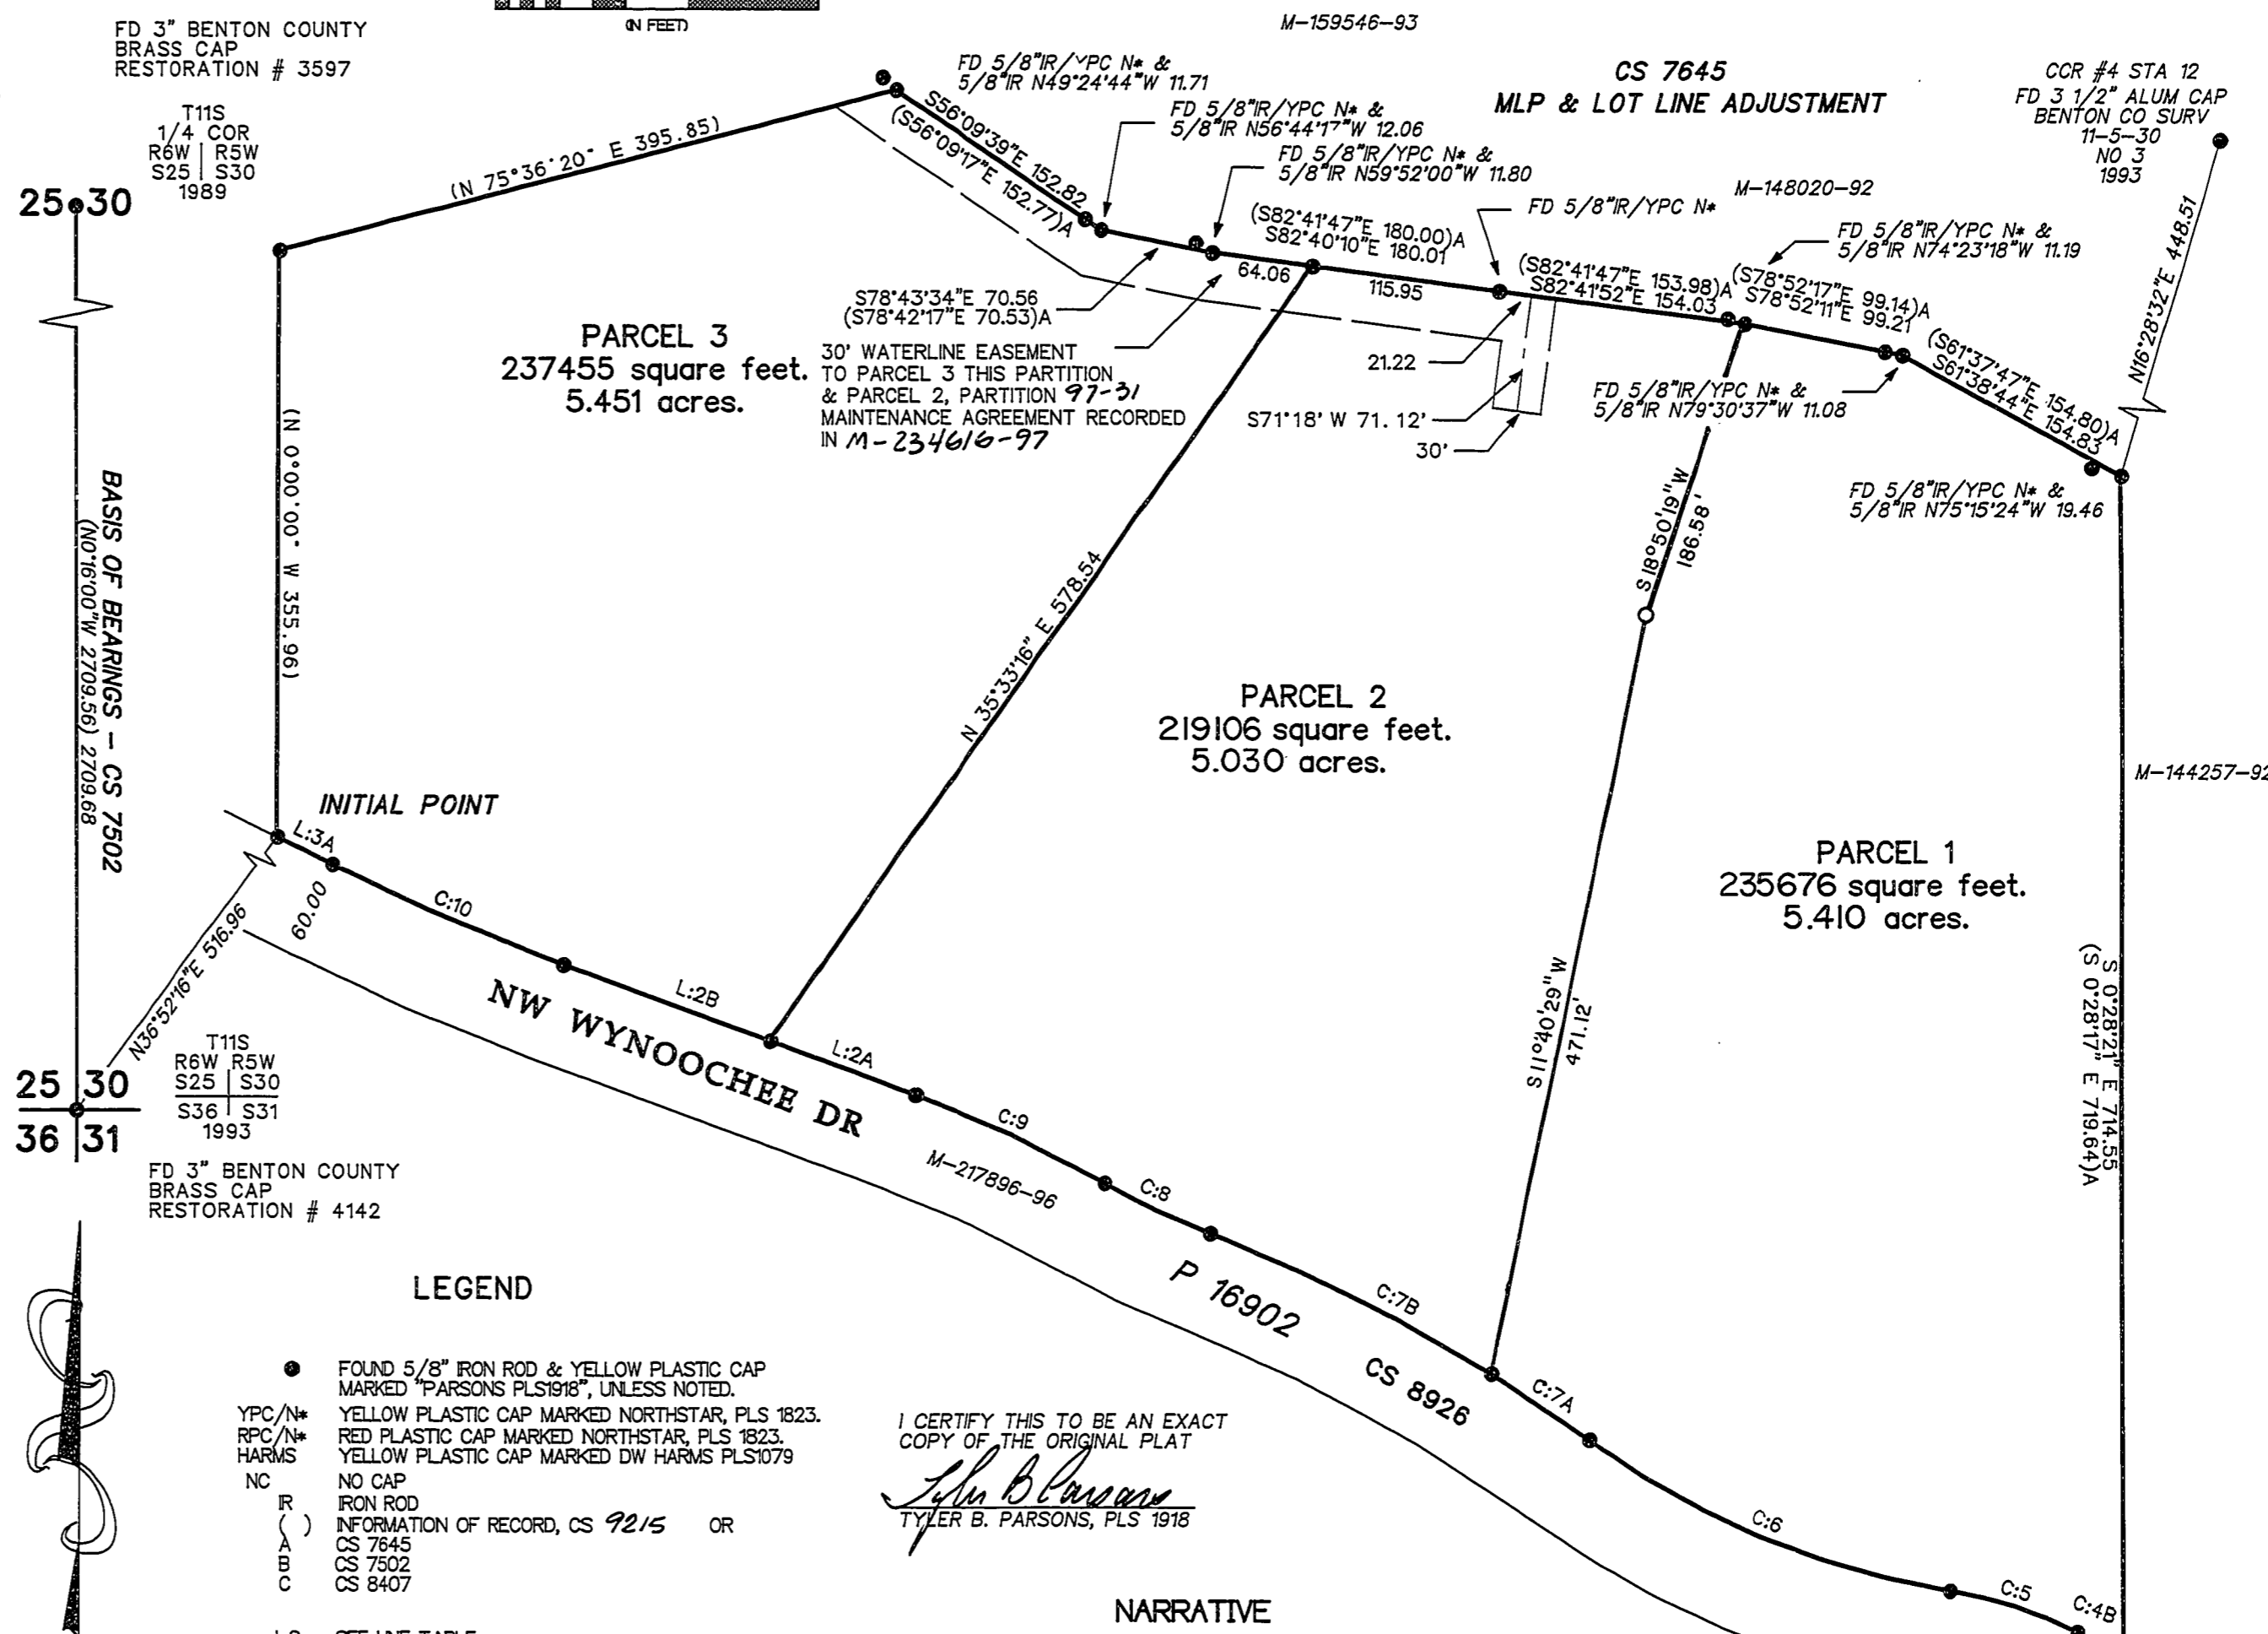 (IN FEET)
FD 3" BENTON COUNTY
BRASS CAP
RESTORATION # 3597
T11S
1/4 COR
R6W | R5W
S25 | S30
1989
25 30
M-159546-93
FD 5/8"IR/YPC N* &
5/8"IR N49°24'44"W 11.71
FD 5/8"IR/YPC N* &
5/8"IR N56°44'17"W 12.06
FD 5/8"IR/YPC N* &
5/8"IR N59°52'00"W 11.80
CS 7645
MLP & LOT LINE ADJUSTMENT
CCR #4 STA 12
FD 3 1/2" ALUM CAP
BENTON CO SURV
11-5-30
NO 3
1993
M-148020-92
FD 5/8"IR/YPC N*
FD 5/8"IR/YPC N* &
5/8"IR N74°23'18"W 11.19
N16°28'32"E 448.51
(N 75°36'20" E 395.85)
S56°09'39"E 152.82
(S56°09'17"E 152.77)A
(S82°41'47"E 180.00)A
S82°40'10"E 180.01
64.06
115.95
(S82°41'47"E 153.98)A
S82°41'52"E 154.03
(S78°52'17"E 99.14)A
S78°52'11"E 99.21
(S61°37'47"E 154.80)A
S61°38'44"E 154.83
S78°43'34"E 70.56
(S78°42'17"E 70.53)A
PARCEL 3
237455 square feet.
5.451 acres.
30' WATERLINE EASEMENT
TO PARCEL 3 THIS PARTITION
& PARCEL 2, PARTITION 97-31
MAINTENANCE AGREEMENT RECORDED
IN M-234616-97
21.22
S71°18' W 71.12'
30'
FD 5/8"IR/YPC N* &
5/8"IR N79°30'37"W 11.08
FD 5/8"IR/YPC N* &
5/8"IR N75°15'24"W 19.46
BASIS OF BEARINGS - CS 7502
(N0°16'00"W 2709.56) 2709.68
(N 0°00'00" W 355.96)
N 35°33'16" E 578.54
S 18°50'19"W
186.58'
PARCEL 2
219106 square feet.
5.030 acres.
M-144257-92
INITIAL POINT
L:3A
60.00
C:10
PARCEL 1
235676 square feet.
5.410 acres.
N36°52'16"E 516.96
L:2B
S11°40'29"W
471.12'
S 0°28'21" E 714.55
(S 0°28'17" E 719.64)A
NW WYNOOCHEE DR
L:2A
T11S
R6W R5W
S25 | S30
S36 | S31
1993
25 30
36 31
FD 3" BENTON COUNTY
BRASS CAP
RESTORATION # 4142
C:9
M-217896-96
C:8
P 16902
C:7B
CS 8926
C:7A
C:6
C:5
C:4B
LEGEND
FOUND 5/8" IRON ROD & YELLOW PLASTIC CAP
MARKED "PARSONS PLS1918", UNLESS NOTED.
YPC/N* YELLOW PLASTIC CAP MARKED NORTHSTAR, PLS 1823.
RPC/N* RED PLASTIC CAP MARKED NORTHSTAR, PLS 1823.
HARMS YELLOW PLASTIC CAP MARKED DW HARMS PLS1079
NC NO CAP
IR IRON ROD
( ) INFORMATION OF RECORD, CS 9215 OR
A CS 7645
B CS 7502
C CS 8407
I CERTIFY THIS TO BE AN EXACT
COPY OF THE ORIGINAL PLAT
Tyler B Parsons
TYLER B. PARSONS, PLS 1918
NARRATIVE